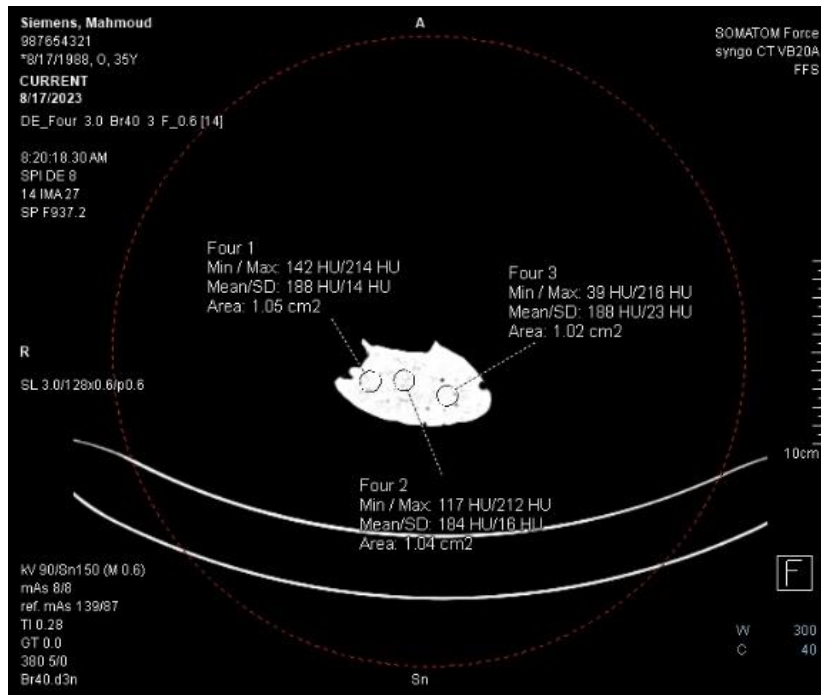 Siemens, Mahmoud
987654321
*8/17/1988, O, 35Y
CURRENT
8/17/2023
DE_Four 3.0 Br40 3 F_0.6 [14]
8:20:18.30 AM
SPI DE 8
14 IMA 27
SP F937.2
A
SOMATOM Force
syngo CT VB20A
FFS
Four 1
Min / Max: 142 HU/214 HU
Mean/SD: 188 HU/14 HU
Area: 1.05 cm2
Four 3
Min / Max: 39 HU/216 HU
Mean/SD: 188 HU/23 HU
Area: 1.02 cm2
R
SL 3.0/128x0.6/p0.6
10cm
Four 2
Min / Max: 117 HU/212 HU
Mean/SD: 184 HU/16 HU
Area: 1.04 cm2
kV 90/Sn150 (M 0.6)
mAs 8/8
ref. mAs 139/87
TI 0.28
GT 0.0
380 5/0
Br40.d3n
Sn
F
W 300
C 40